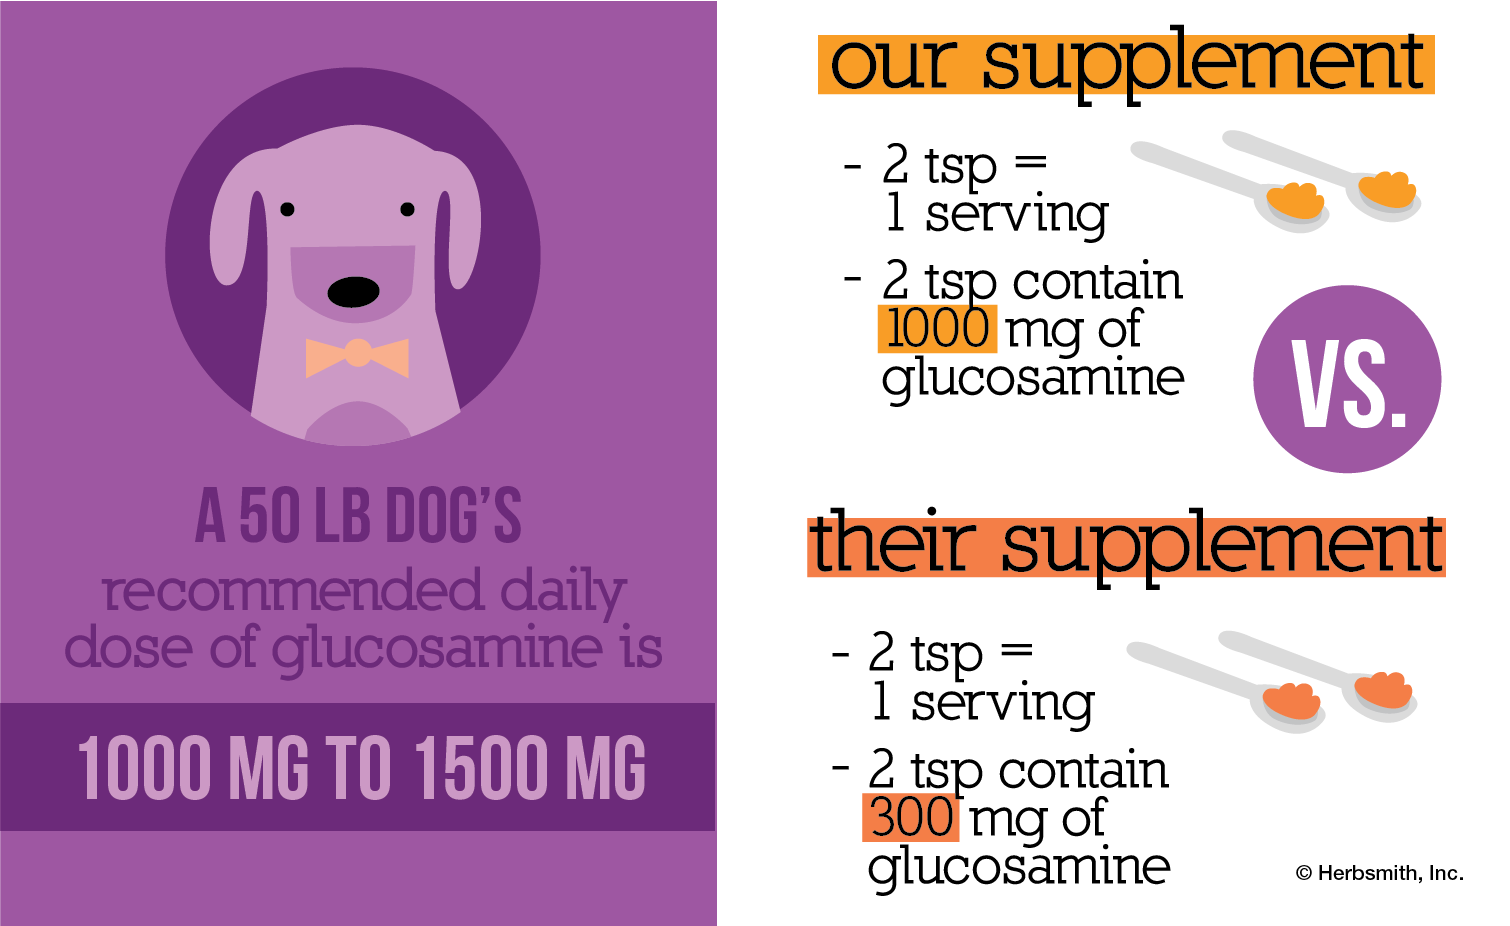 A 50 LB DOG'S
recommended daily
dose of glucosamine is
1000 MG TO 1500 MG
our supplement
- 2 tsp =
1 serving
- 2 tsp contain
1000 mg of
glucosamine
VS.
their supplement
- 2 tsp =
1 serving
- 2 tsp contain
300 mg of
glucosamine
© Herbsmith, Inc.